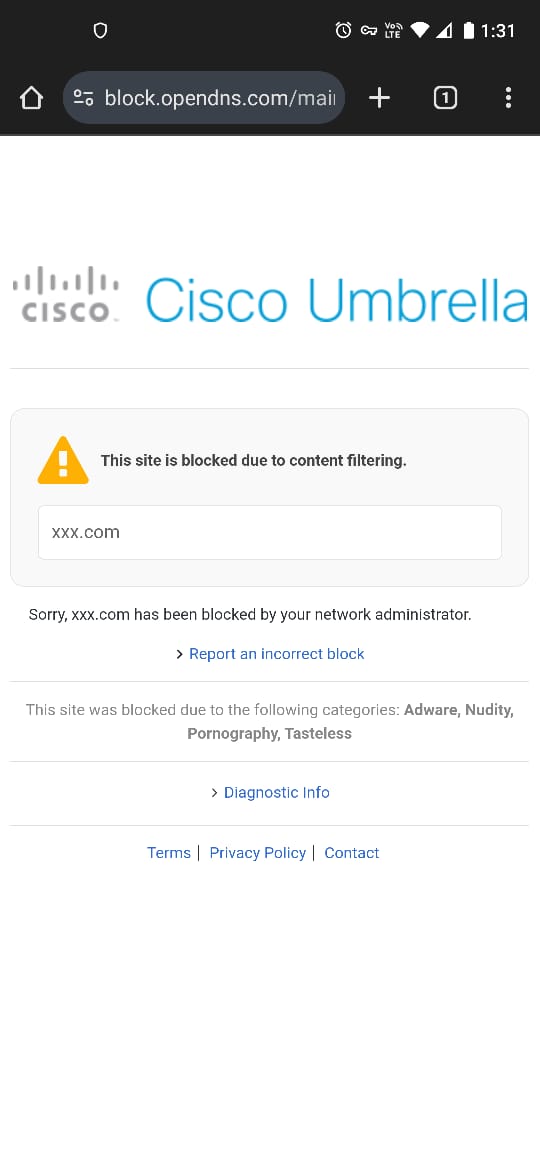 Vo LTE 1:31
block.opendns.com/mai
1
cisco Cisco Umbrella
This site is blocked due to content filtering.
xxx.com
Sorry, xxx.com has been blocked by your network administrator.
> Report an incorrect block
This site was blocked due to the following categories: Adware, Nudity,
Pornography, Tasteless
> Diagnostic Info
Terms | Privacy Policy | Contact